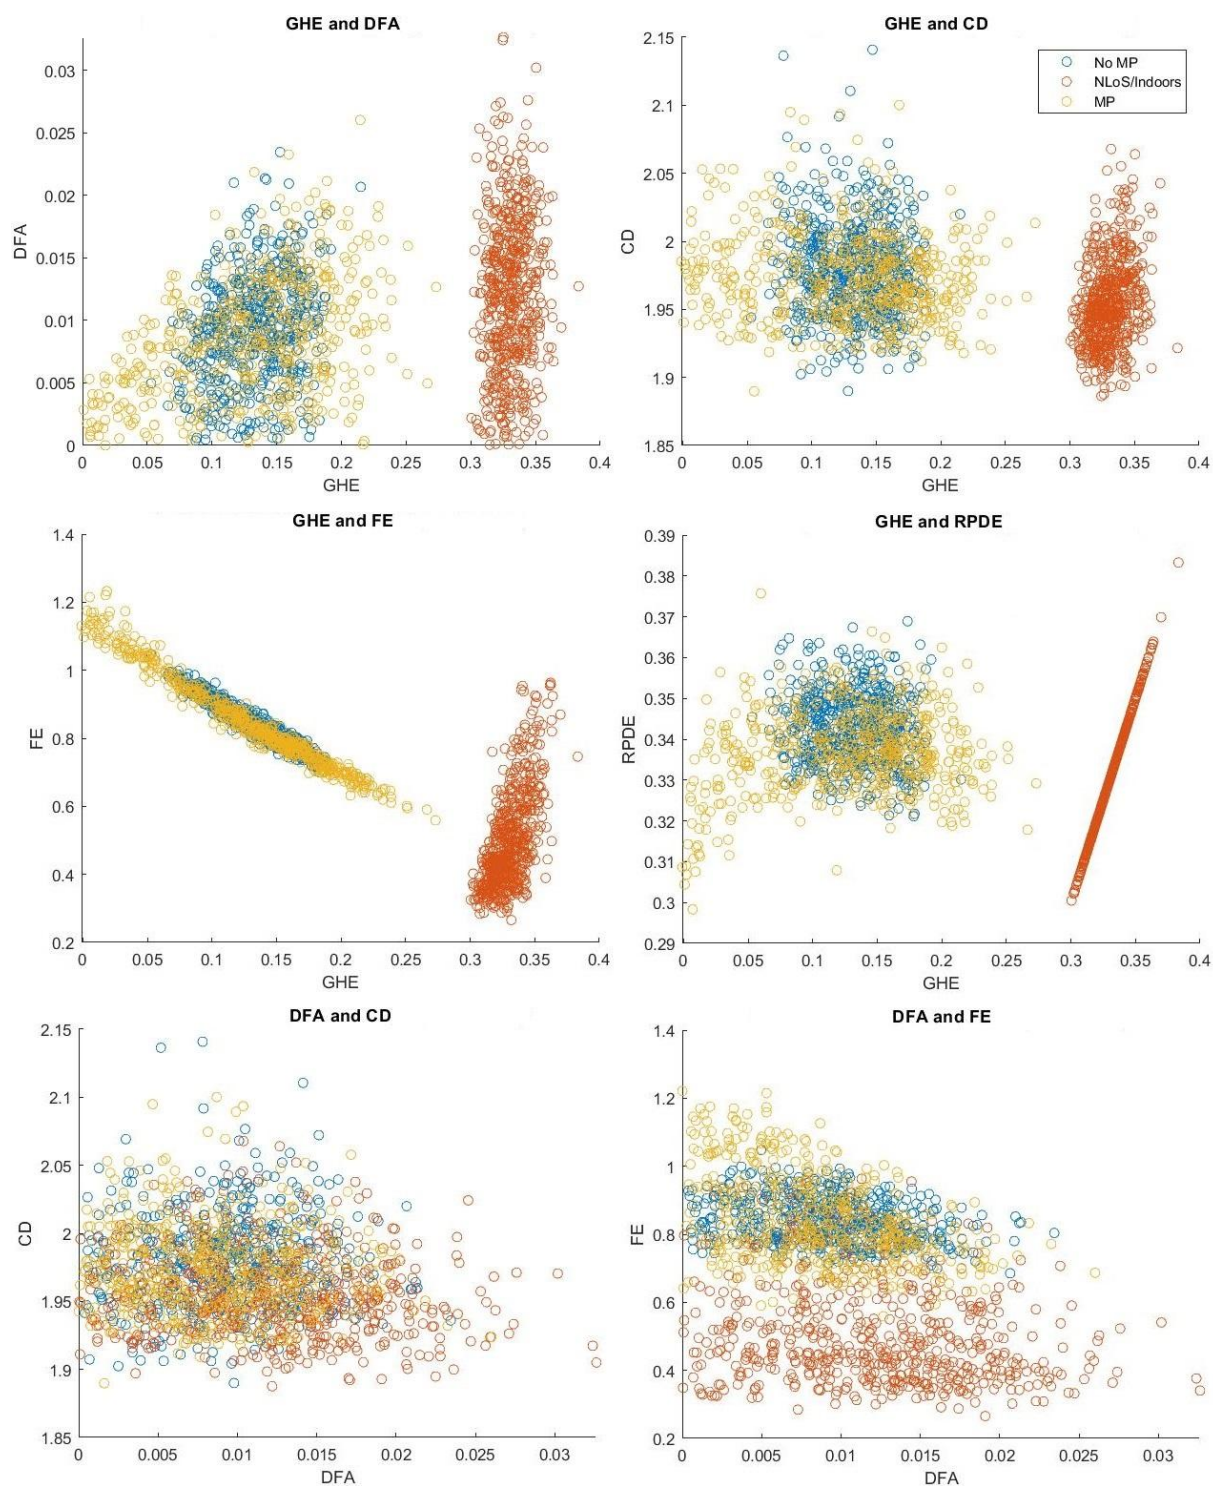 GHE and DFA
0.03
0.025
0.02
0.015
0.01
0.005
0
DFA
0 0.05 0.1 0.15 0.2 0.25 0.3 0.35 0.4
GHE
GHE and CD
2.15
2.1
2.05
2
1.95
1.9
1.85
CD
No MP
NLoS/Indoors
MP
0 0.05 0.1 0.15 0.2 0.25 0.3 0.35 0.4
GHE
GHE and FE
1.4
1.2
1
0.8
0.6
0.4
0.2
FE
0 0.05 0.1 0.15 0.2 0.25 0.3 0.35 0.4
GHE
GHE and RPDE
0.39
0.38
0.37
0.36
0.35
0.34
0.33
0.32
0.31
0.3
0.29
RPDE
0 0.05 0.1 0.15 0.2 0.25 0.3 0.35 0.4
GHE
DFA and CD
2.15
2.1
2.05
2
1.95
1.9
1.85
CD
0 0.005 0.01 0.015 0.02 0.025 0.03
DFA
DFA and FE
1.4
1.2
1
0.8
0.6
0.4
0.2
FE
0 0.005 0.01 0.015 0.02 0.025 0.03
DFA